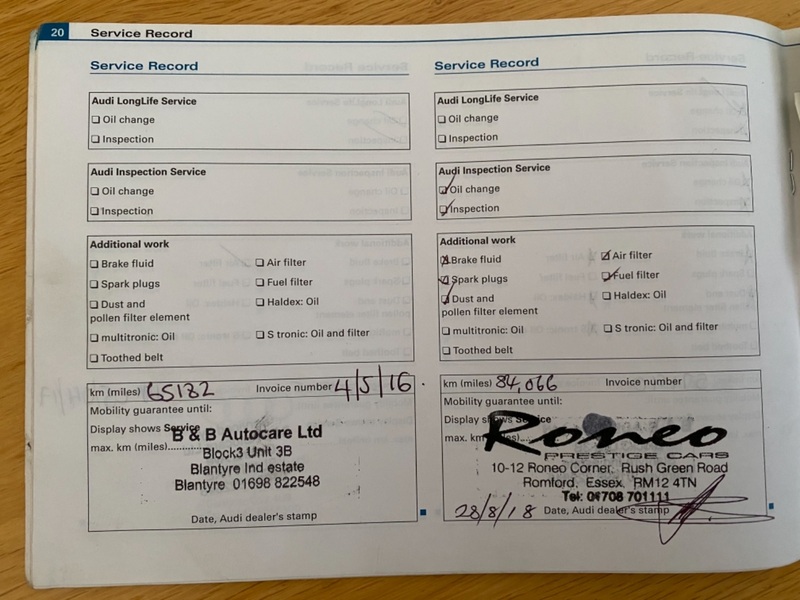 20 Service Record
Service Record
Audi LongLife Service
Oil change
Inspection
Audi Inspection Service
Oil change
Inspection
Additional work
Brake fluid Air filter
Spark plugs Fuel filter
Dust and Haldex: Oil
pollen filter element
multitronic: Oil S tronic: Oil and filter
Toothed belt
km (miles) 65132 Invoice number 4/5/16.
Mobility guarantee until:
Display shows Service
max. km (miles)............
B & B Autocare Ltd
Block3 Unit 3B
Blantyre Ind estate
Blantyre 01698 822548
Date, Audi dealer's stamp
Service Record
Audi LongLife Service
Oil change
Inspection
Audi Inspection Service
Oil change
Inspection
Additional work
Brake fluid Air filter
Spark plugs Fuel filter
Dust and Haldex: Oil
pollen filter element
multitronic: Oil S tronic: Oil and filter
Toothed belt
km (miles) 84,066 Invoice number
Mobility guarantee until:
Display shows Service
max. km (miles)...
Roneo
PRESTIGE CARS
10-12 Roneo Corner. Rush Green Road
Romford. Essex. RM12 4TN
Tel: 01708 701111
28/8/18 Date, Audi dealer's stamp